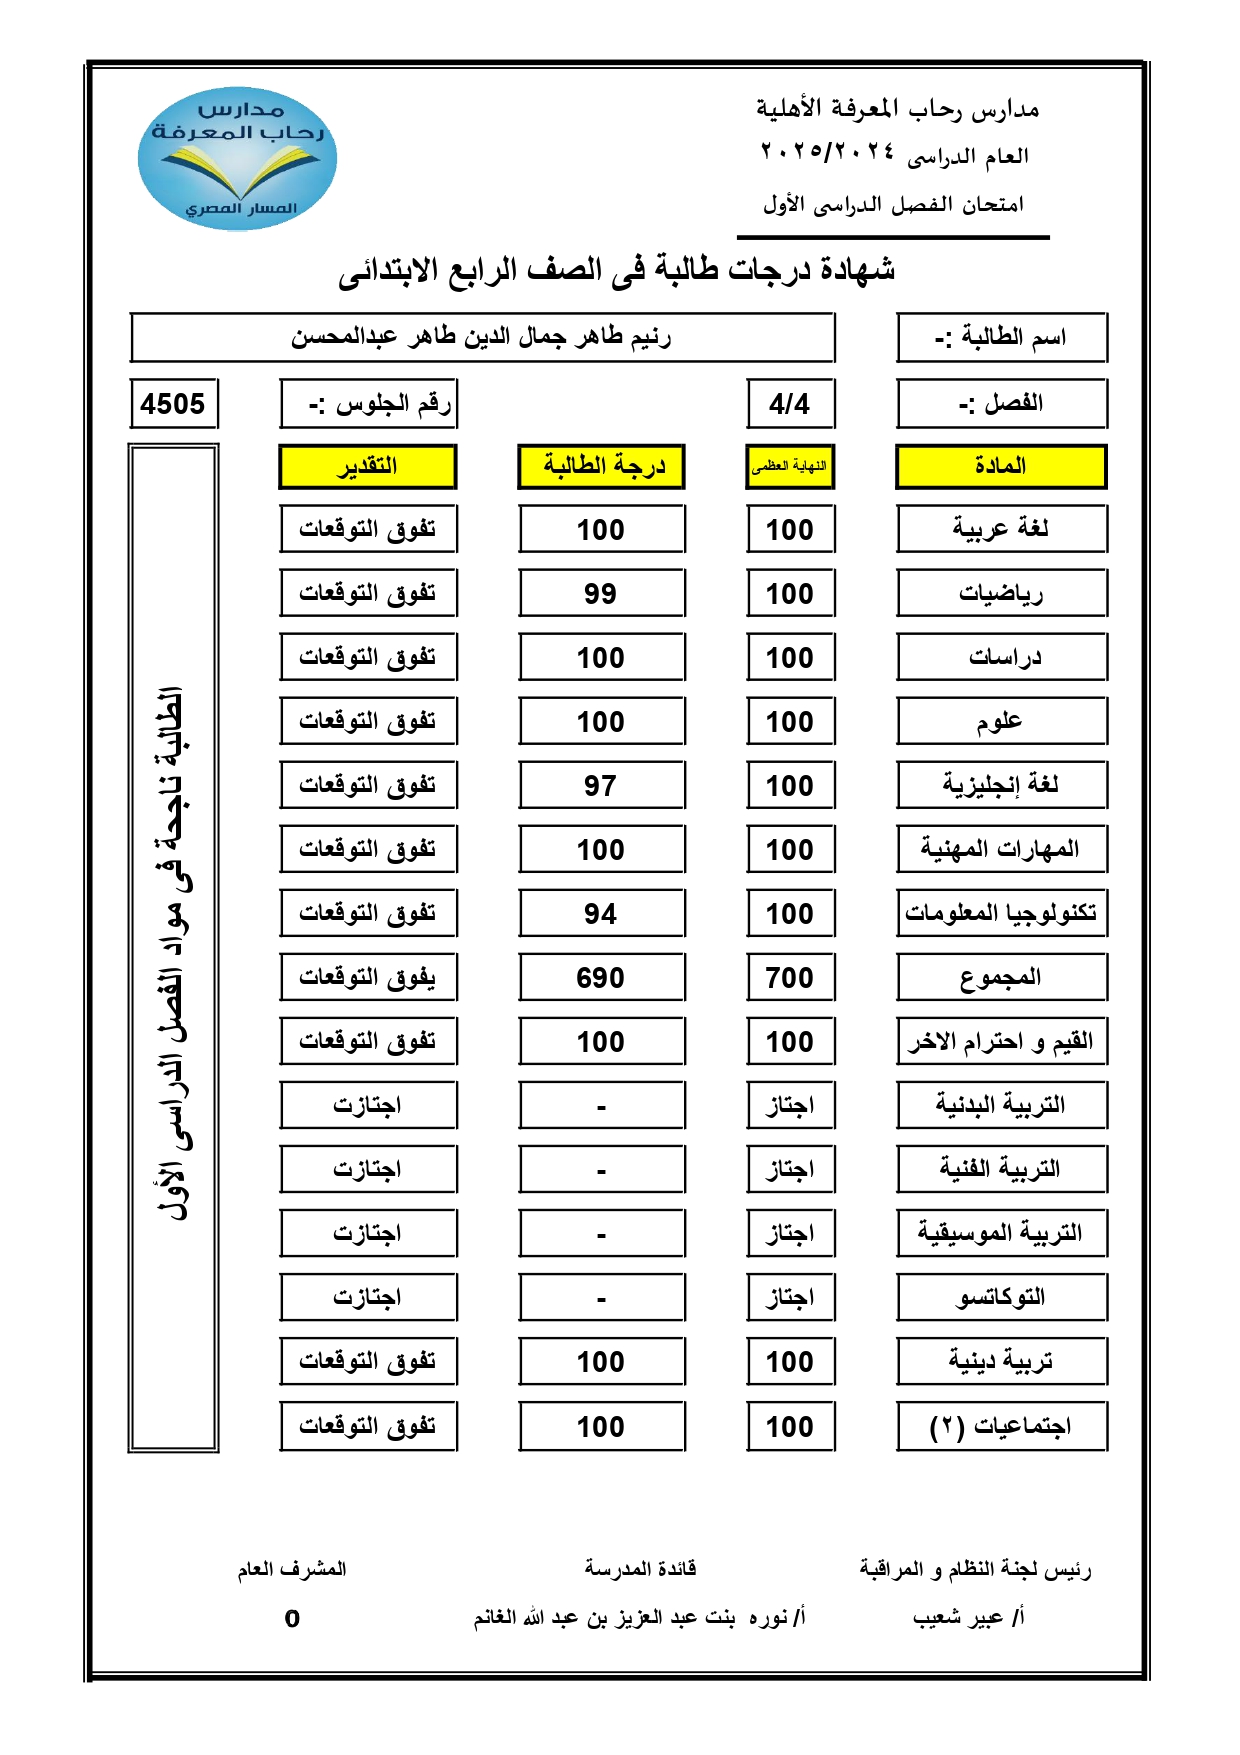 مدارس رحاب المعرفة الأهلية
العام الدراسى ٢٠٢٥/٢٠٢٤
امتحان الفصل الدراسى الأول
مدارس
رحاب المعرفة
المسار المصري
شهادة درجات طالبة فى الصف الرابع الابتدائى
اسم الطالبة :- رنيم طاهر جمال الدين طاهر عبدالمحسن
الفصل :- 4/4 رقم الجلوس :- 4505
المادة النهاية العظمى درجة الطالبة التقدير
لغة عربية 100 100 تفوق التوقعات
رياضيات 100 99 تفوق التوقعات
دراسات 100 100 تفوق التوقعات
علوم 100 100 تفوق التوقعات
لغة إنجليزية 100 97 تفوق التوقعات
المهارات المهنية 100 100 تفوق التوقعات
تكنولوجيا المعلومات 100 94 تفوق التوقعات
المجموع 700 690 يفوق التوقعات
القيم و احترام الاخر 100 100 تفوق التوقعات
التربية البدنية اجتاز - اجتازت
التربية الفنية اجتاز - اجتازت
التربية الموسيقية اجتاز - اجتازت
التوكاتسو اجتاز - اجتازت
تربية دينية 100 100 تفوق التوقعات
اجتماعيات (٢) 100 100 تفوق التوقعات
الطالبة ناجحة فى مواد الفصل الدراسى الأول
رئيس لجنة النظام و المراقبة قائدة المدرسة المشرف العام
أ/ عبير شعيب أ/ نوره بنت عبد العزيز بن عبد الله الغانم 0